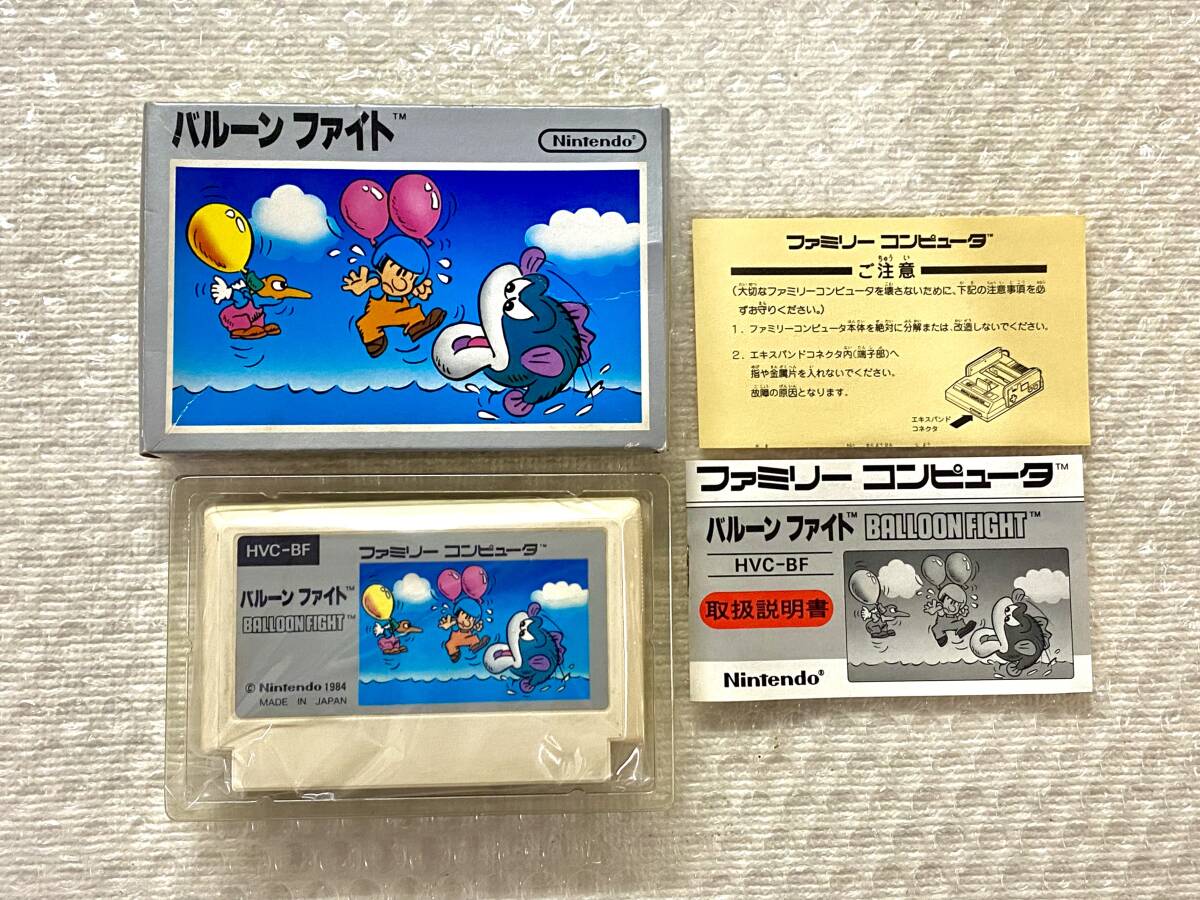 バルーン ファイト™
Nintendo®
ファミリー コンピュータ™
ちゅう い
ご注意
(大切なファミリーコンピュータを壊さないために、下記の注意事項を必
ずお守りください。)
1. ファミリーコンピュータ本体を絶対に分解または、改造しないでください。
2. エキスパンドコネクタ内(端子部)へ
指や金属片を入れないでください。
故障の原因となります。
エキスパンド
コネクタ
HVC-BF
ファミリー コンピュータ™
バルーン ファイト™
BALLOON FIGHT™
© Nintendo 1984
MADE IN JAPAN
ファミリー コンピュータ™
バルーン ファイト™ BALLOON FIGHT™
HVC-BF
取扱説明書
Nintendo®